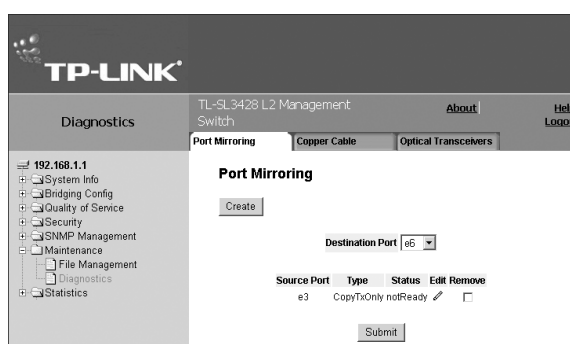 TP-LINK
Diagnostics
TL-SL3428 L2 Management
Switch
About
Port Mirroring
Copper Cable
Optical Transceivers
192.168.1.1
System Info
Bridging Config
Quality of Service
Security
SNMP Management
Maintenance
File Management
Diagnostics
Statistics
Port Mirroring
Create
Destination Port e6
Source Port Type Status Edit Remove
e3 CopyTxOnly notReady
Submit